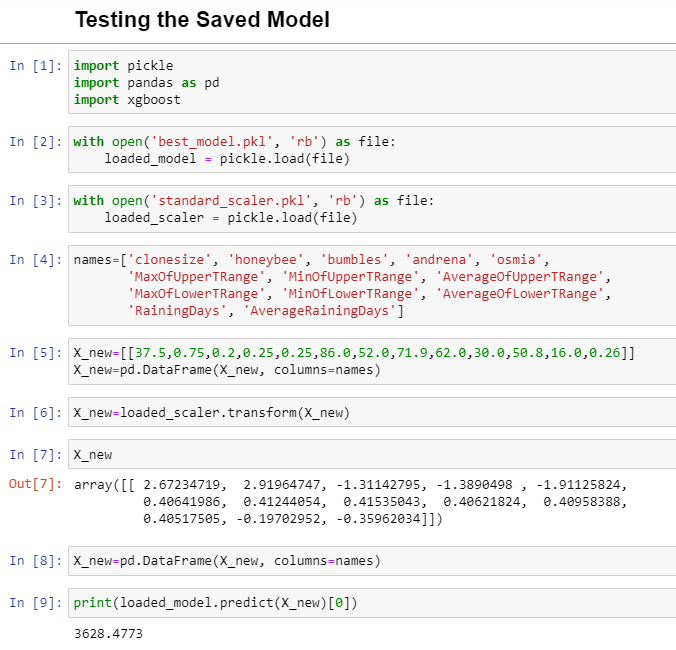 Testing the Saved Model
In [1]: import pickle
import pandas as pd
import xgboost
In [2]: with open('best_model.pkl', 'rb') as file:
    loaded_model = pickle.load(file)
In [3]: with open('standard_scaler.pkl', 'rb') as file:
    loaded_scaler = pickle.load(file)
In [4]: names=['clonesize', 'honeybee', 'bumbles', 'andrena', 'osmia',
       'MaxOfUpperTRange', 'MinOfUpperTRange', 'AverageOfUpperTRange',
       'MaxOfLowerTRange', 'MinOfLowerTRange', 'AverageOfLowerTRange',
       'RainingDays', 'AverageRainingDays']
In [5]: X_new=[[37.5,0.75,0.2,0.25,0.25,86.0,52.0,71.9,62.0,30.0,50.8,16.0,0.26]]
X_new=pd.DataFrame(X_new, columns=names)
In [6]: X_new=loaded_scaler.transform(X_new)
In [7]: X_new
Out[7]: array([[ 2.67234719,  2.91964747, -1.31142795, -1.3890498 , -1.91125824,
         0.40641986,  0.41244054,  0.41535043,  0.40621824,  0.40958388,
         0.40517505, -0.19702952, -0.35962034]])
In [8]: X_new=pd.DataFrame(X_new, columns=names)
In [9]: print(loaded_model.predict(X_new)[0])
3628.4773